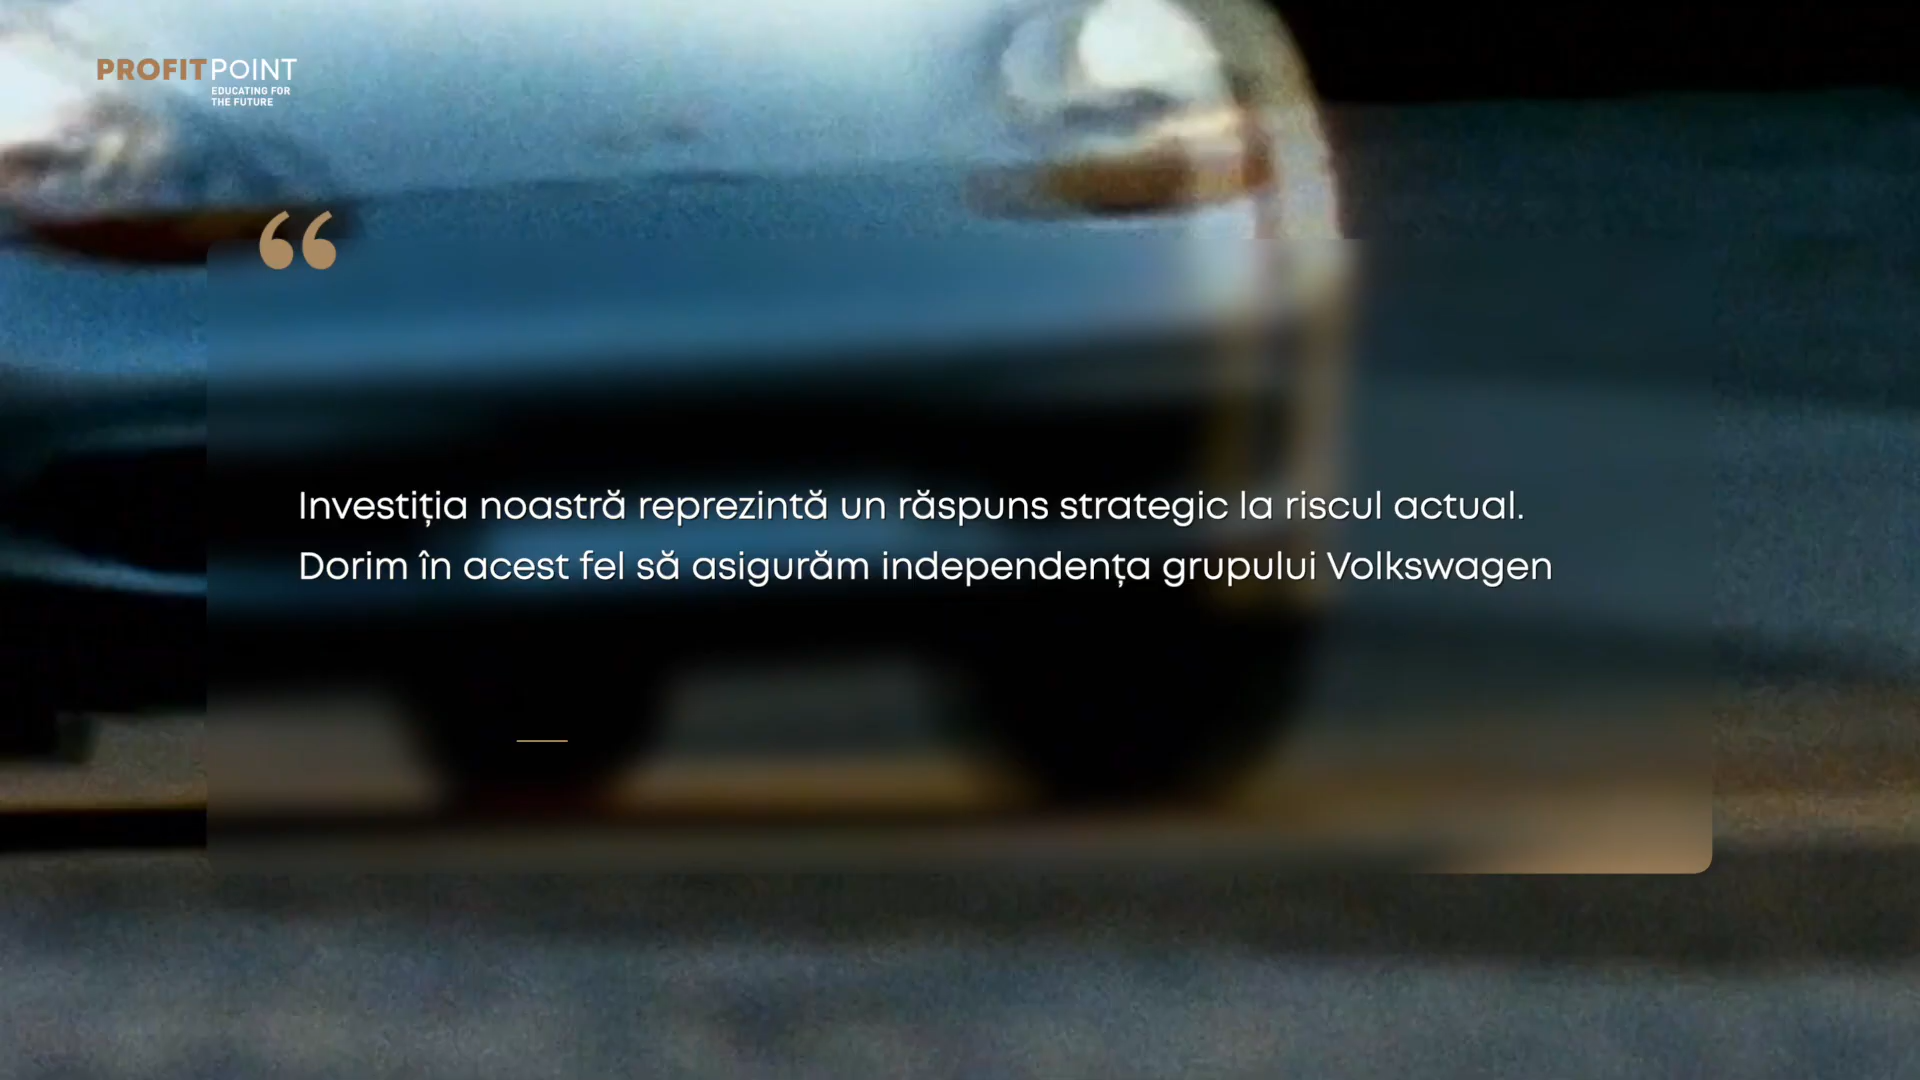 PROFITPOINT
EDUCATING FOR
THE FUTURE
“
Investiția noastră reprezintă un răspuns strategic la riscul actual.
Dorim în acest fel să asigurăm independența grupului Volkswagen